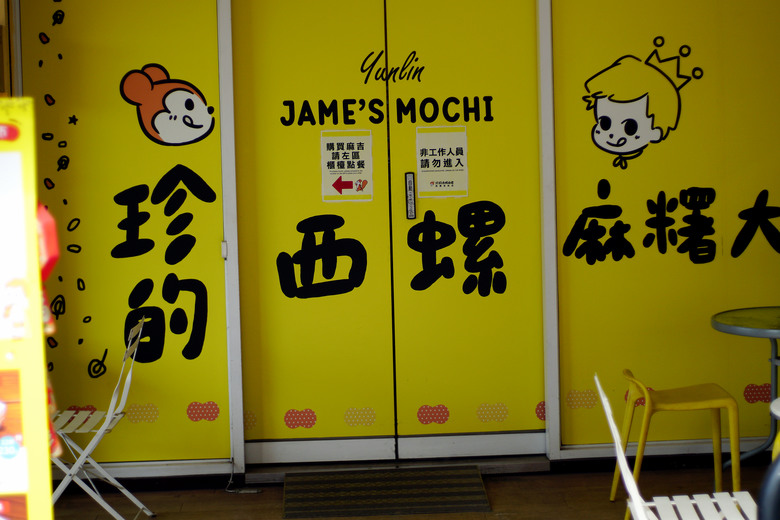 Yunlin
JAME'S MOCHI
購買麻吉
請左區
櫃檯點餐
非工作人員
請勿進入
珍的
西螺
麻糬大